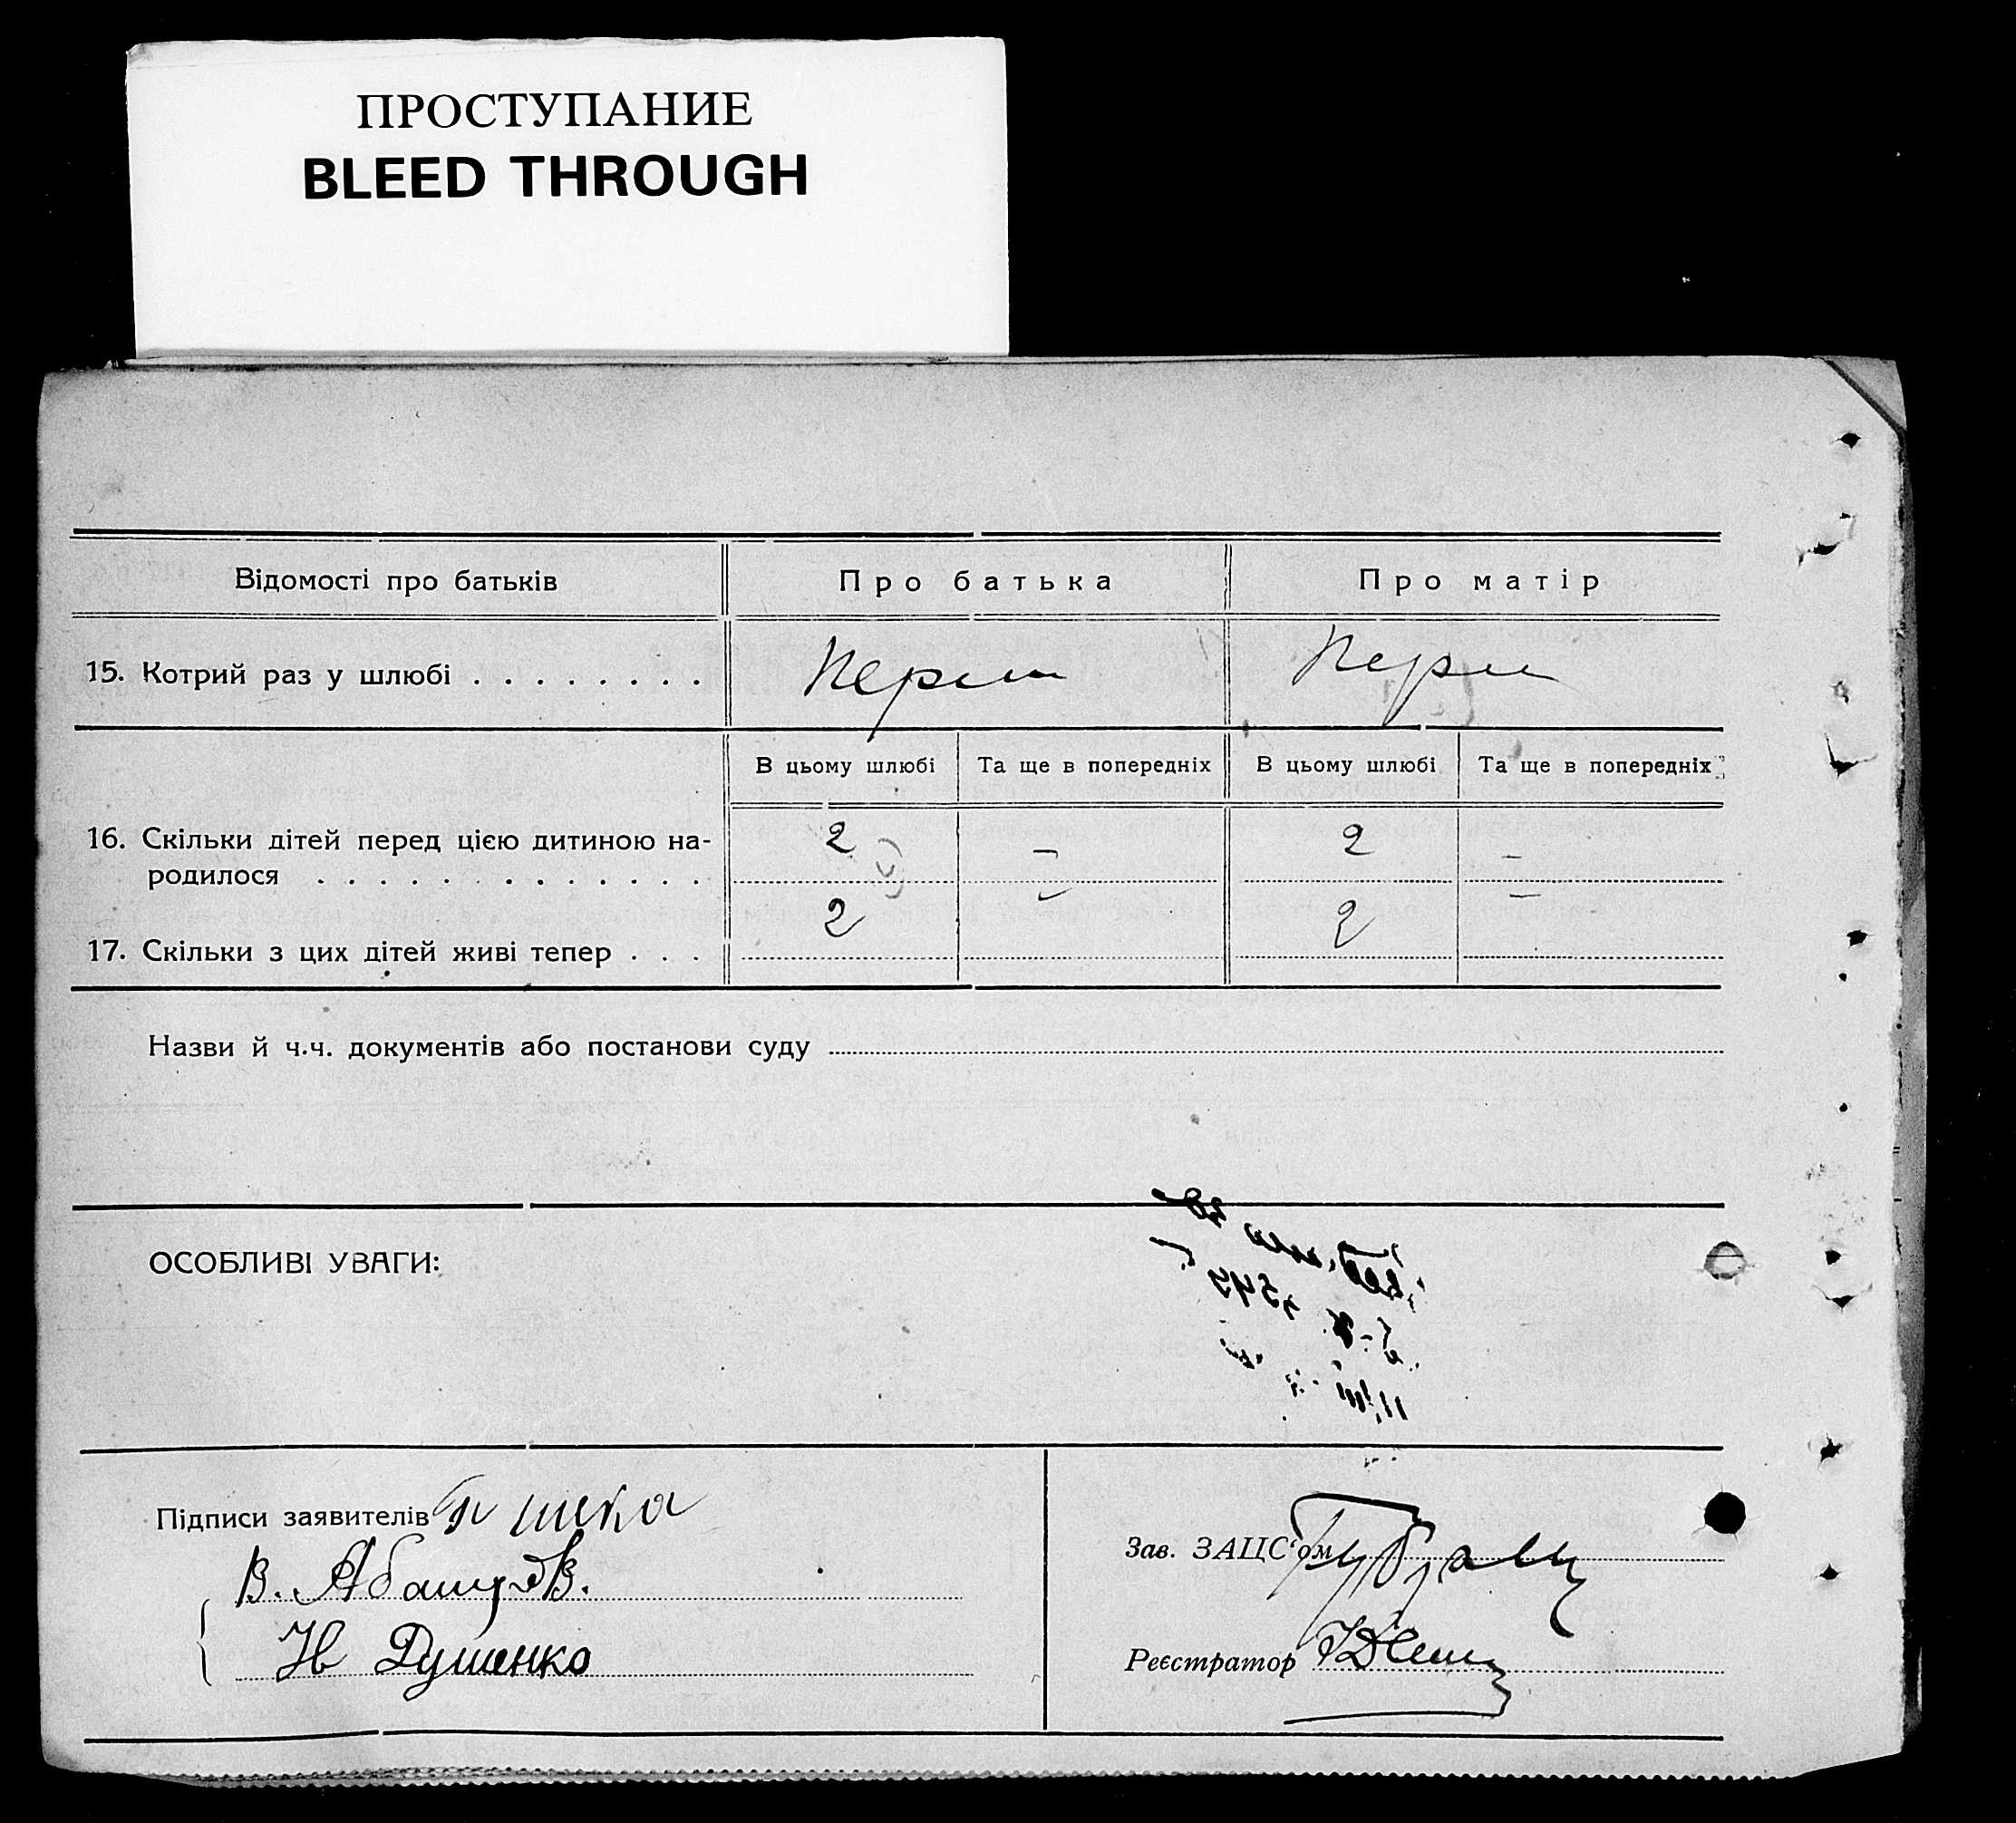 ПРОСТУПАНИЕ
BLEED THROUGH
Відомості про батьків
Про батька
Про матір
15. Котрий раз у шлюбі . . . . . . . .
Перш
Перш
В цьому шлюбі
Та ще в попередніх
В цьому шлюбі
Та ще в попередніх
16. Скільки дітей перед цією дитиною на-
родилося . . . . . . . . . . . . .
2
–
2
–
17. Скільки з цих дітей живі тепер . . .
2
–
2
–
Назви й ч.ч. документів або постанови суду
ОСОБЛИВІ УВАГИ:
Підписи заявителів
В.
Н Душенко
Зав. ЗАЦС'ом
Реєстратор